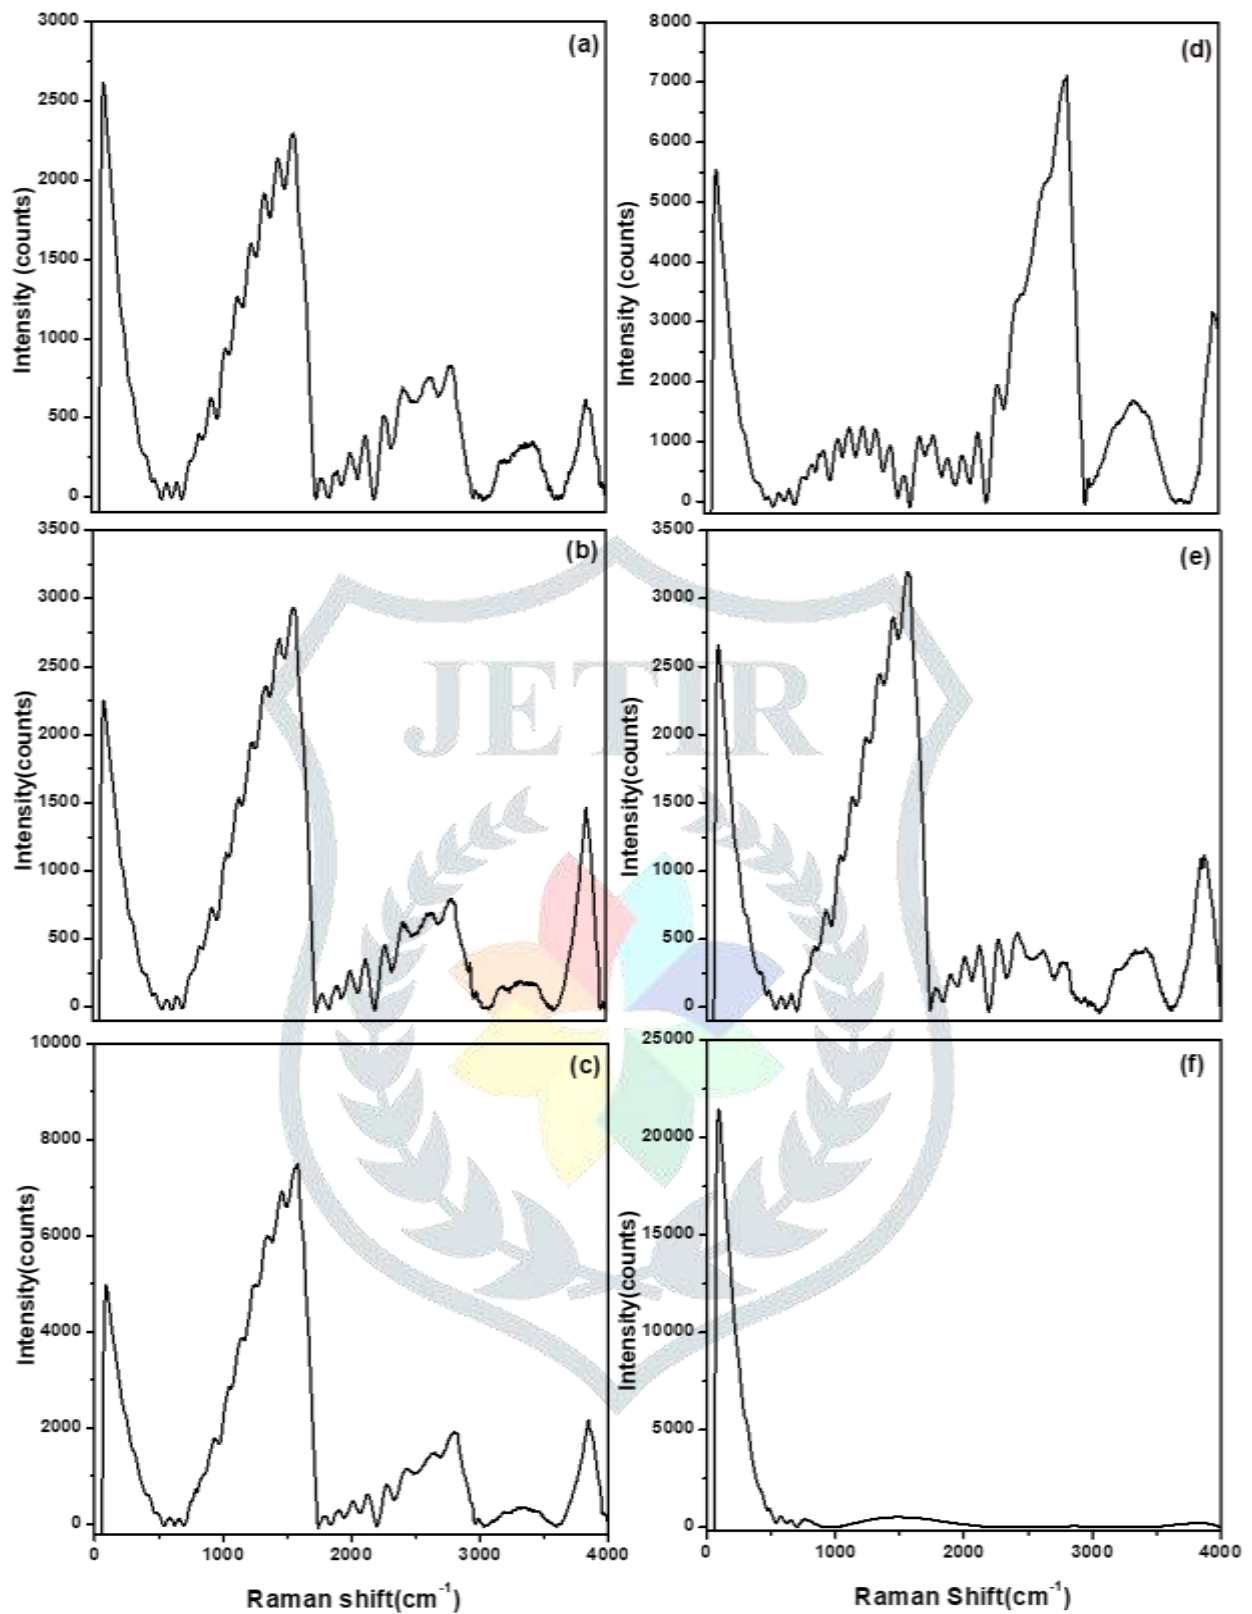 (a)
3000
2500
2000
1500
1000
500
0
Intensity (counts)
(b)
3500
3000
2500
2000
1500
1000
500
0
Intensity(counts)
(c)
10000
8000
6000
4000
2000
0
Intensity(counts)
0 1000 2000 3000 4000
Raman shift(cm⁻¹)
(d)
8000
7000
6000
5000
4000
3000
2000
1000
0
Intensity (counts)
(e)
3500
3000
2500
2000
1500
1000
500
0
Intensity(counts)
(f)
25000
20000
15000
10000
5000
0
Intensity(counts)
0 1000 2000 3000 4000
Raman Shift(cm⁻¹)
JETIR